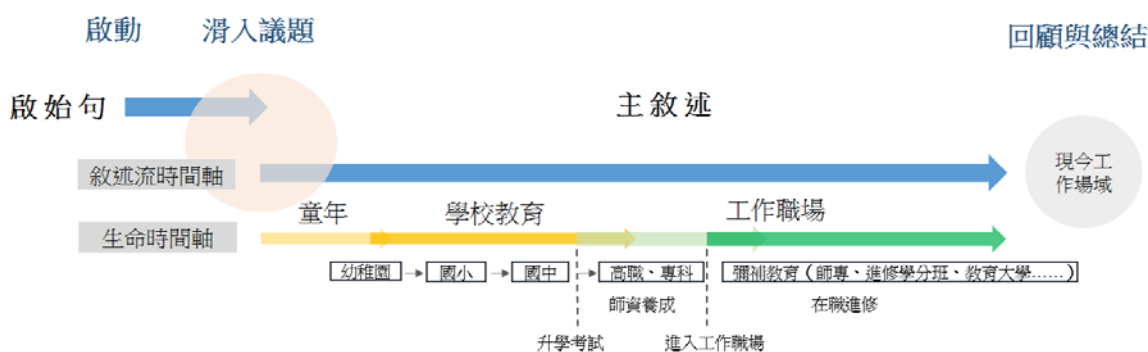 啟動
滑入議題
回顧與總結
啟始句
主敘述
敘述流時間軸
現今工
作場域
童年
學校教育
工作職場
生命時間軸
幼稚園
國小
國中
高職、專科
彌補教育（師專、進修學分班、教育大學……）
師資養成
在職進修
升學考試
進入工作職場